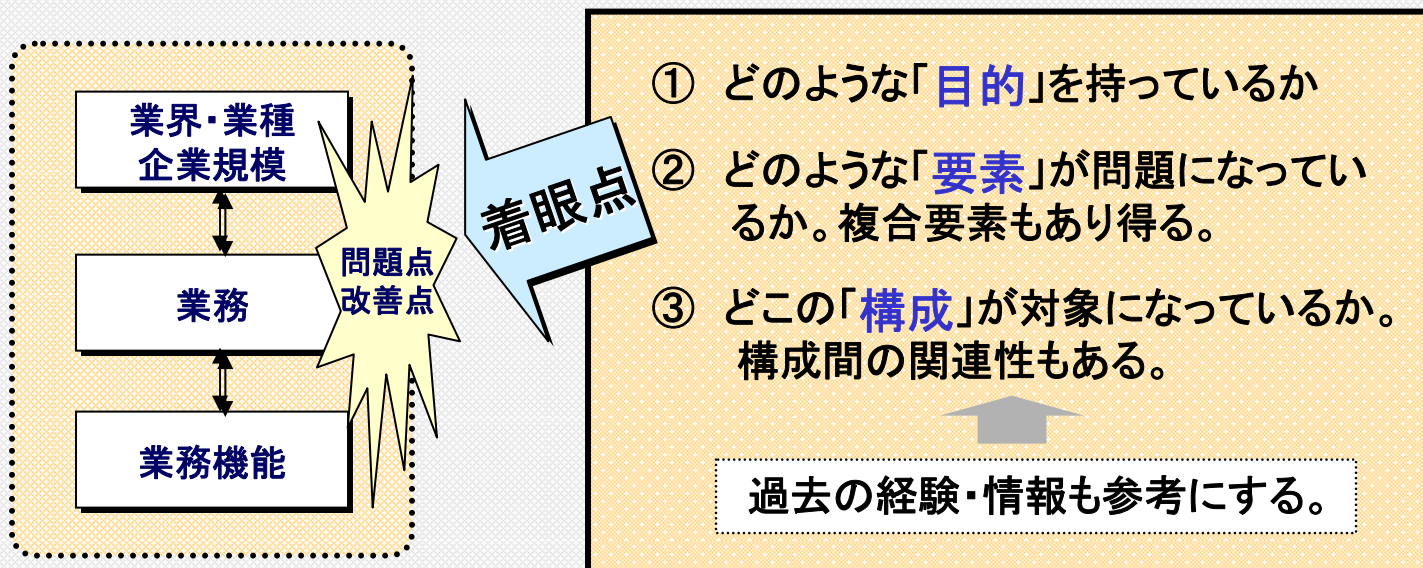 業界・業種
企業規模
業務
業務機能
問題点
改善点
着眼点
① どのような「目的」を持っているか
② どのような「要素」が問題になってい
るか。複合要素もあり得る。
③ どこの「構成」が対象になっているか。
構成間の関連性もある。
過去の経験・情報も参考にする。